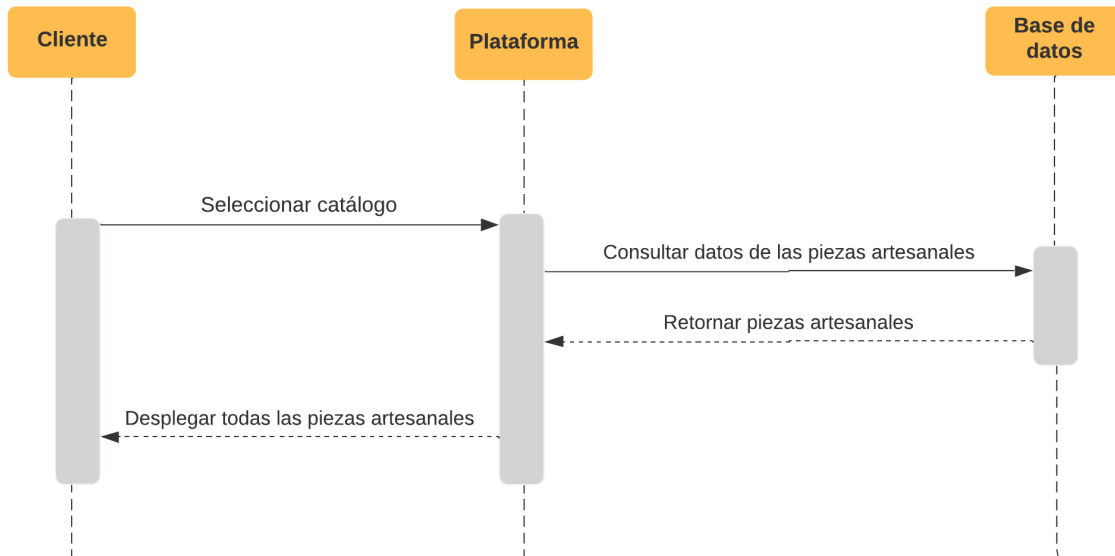 Cliente
Plataforma
Base de
datos
Seleccionar catálogo
Consultar datos de las piezas artesanales
Retornar piezas artesanales
Desplegar todas las piezas artesanales